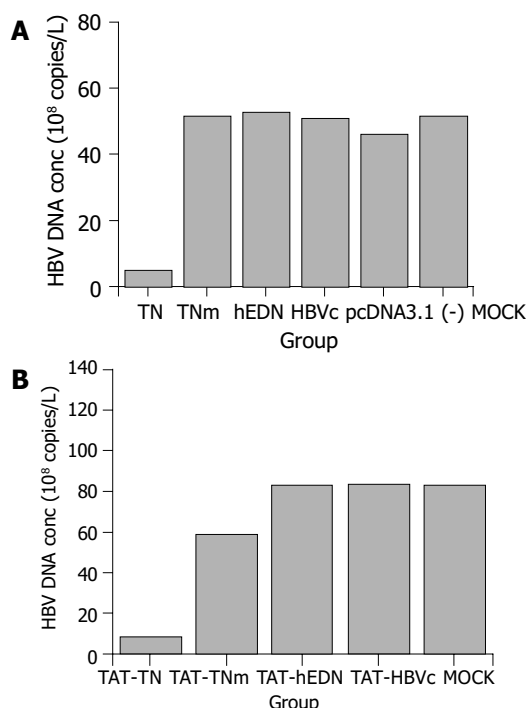 A
HBV DNA conc (10⁸ copies/L)
80
60
40
20
0
TN TNm hEDN HBVc pcDNA3.1 (-) MOCK
Group
B
HBV DNA conc (10⁸ copies/L)
140
120
100
80
60
40
20
0
TAT-TN TAT-TNm TAT-hEDN TAT-HBVc MOCK
Group